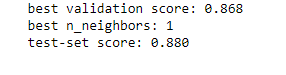 best validation score: 0.868
best n_neighbors: 1
test-set score: 0.880